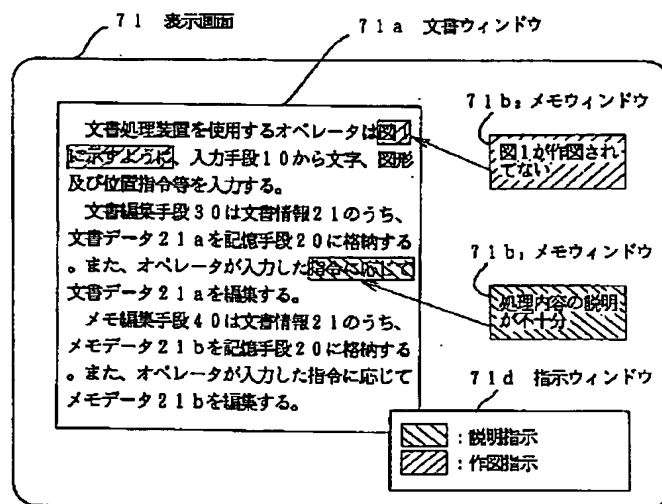 71 表示画面
71a 文書ウィンドウ
文書処理装置を使用するオペレータは図1
に示すように、入力手段10から文字、図形
及び位置指令等を入力する。
文書編集手段30は文書情報21のうち、
文書データ21aを記憶手段20に格納する
。また、オペレータが入力した指令に応じて
文書データ21aを編集する。
メモ編集手段40は文書情報21のうち、
メモデータ21bを記憶手段20に格納する
。また、オペレータが入力した指令に応じて
メモデータ21bを編集する。
71b₂メモウィンドウ
図1が作図され
てない
71b₁メモウィンドウ
処理内容の説明
が不十分
71d 指示ウィンドウ
:説明指示
:作図指示